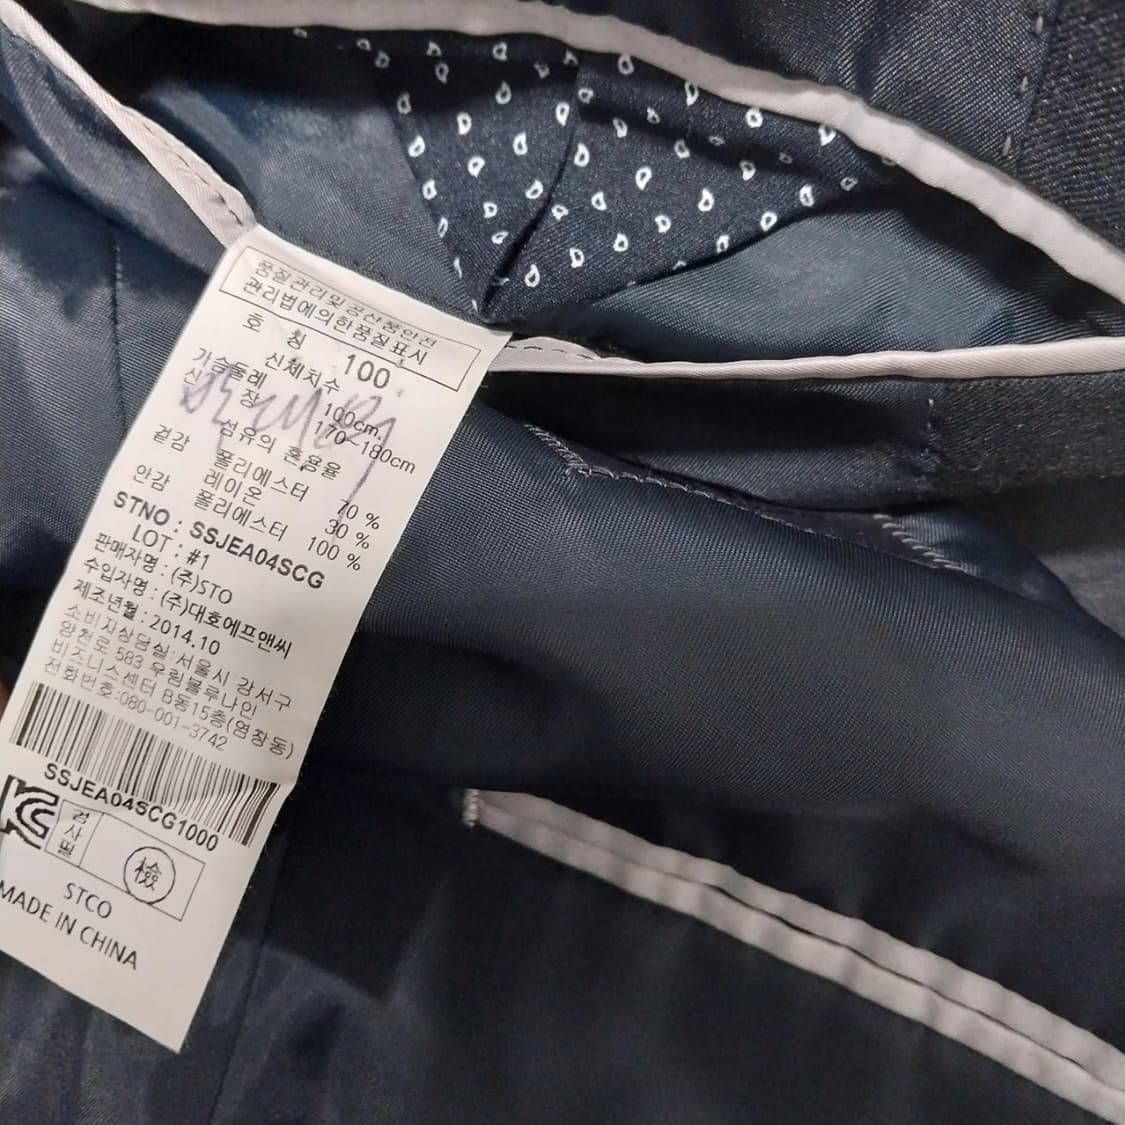 품질관리및공산품안전
관리법에의한품질표시
호 칭 100
신체치수
가슴둘레 100cm.
신 장 170~180cm
섬유의 혼용율
겉감 폴리에스터 70 %
레이온 30 %
안감 폴리에스터 100 %
STNO : SSJEA04SCG
LOT : #1
판매자명 : (주)STO
수입자명 : (주)대호에프앤씨
제조년월 : 2014.10
소비자상담실:서울시 강서구
양천로 583 우림블루나인
비즈니스센터 B동15층(염창동)
전화번호:080-001-3742
SSJEA04SCG1000
검사필
檢
STCO
MADE IN CHINA